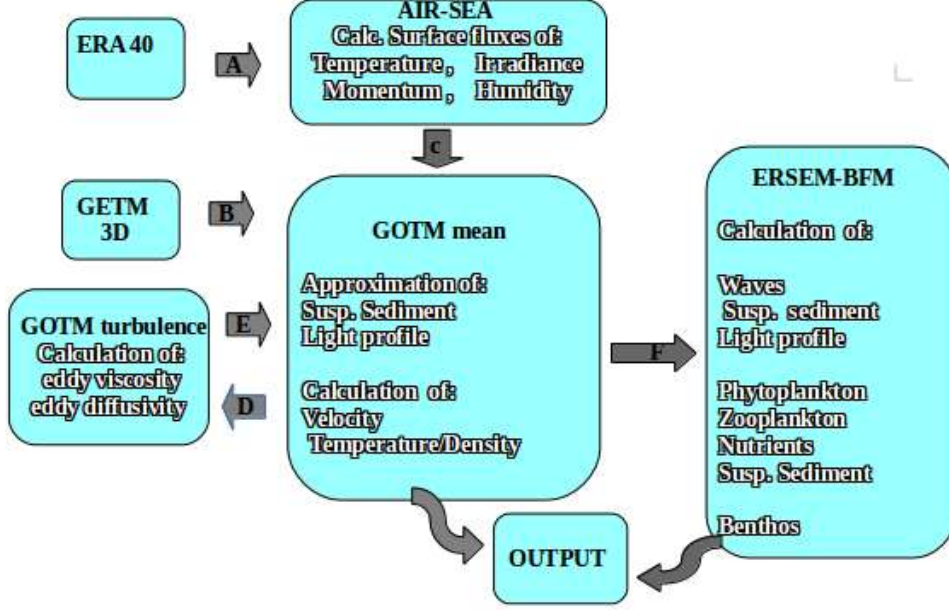 ERA 40
A
AIR-SEA
Calc. Surface fluxes of:
Temperature , Irradiance
Momentum , Humidity
c
GETM
3D
B
GOTM turbulence
Calculation of:
eddy viscosity
eddy diffusivity
E
D
GOTM mean
Approximation of:
Susp. Sediment
Light profile
Calculation of:
Velocity
Temperature/Density
F
ERSEM-BFM
Calculation of:
Waves
Susp. sediment
Light profile
Phytoplankton
Zooplankton
Nutrients
Susp. Sediment
Benthos
OUTPUT